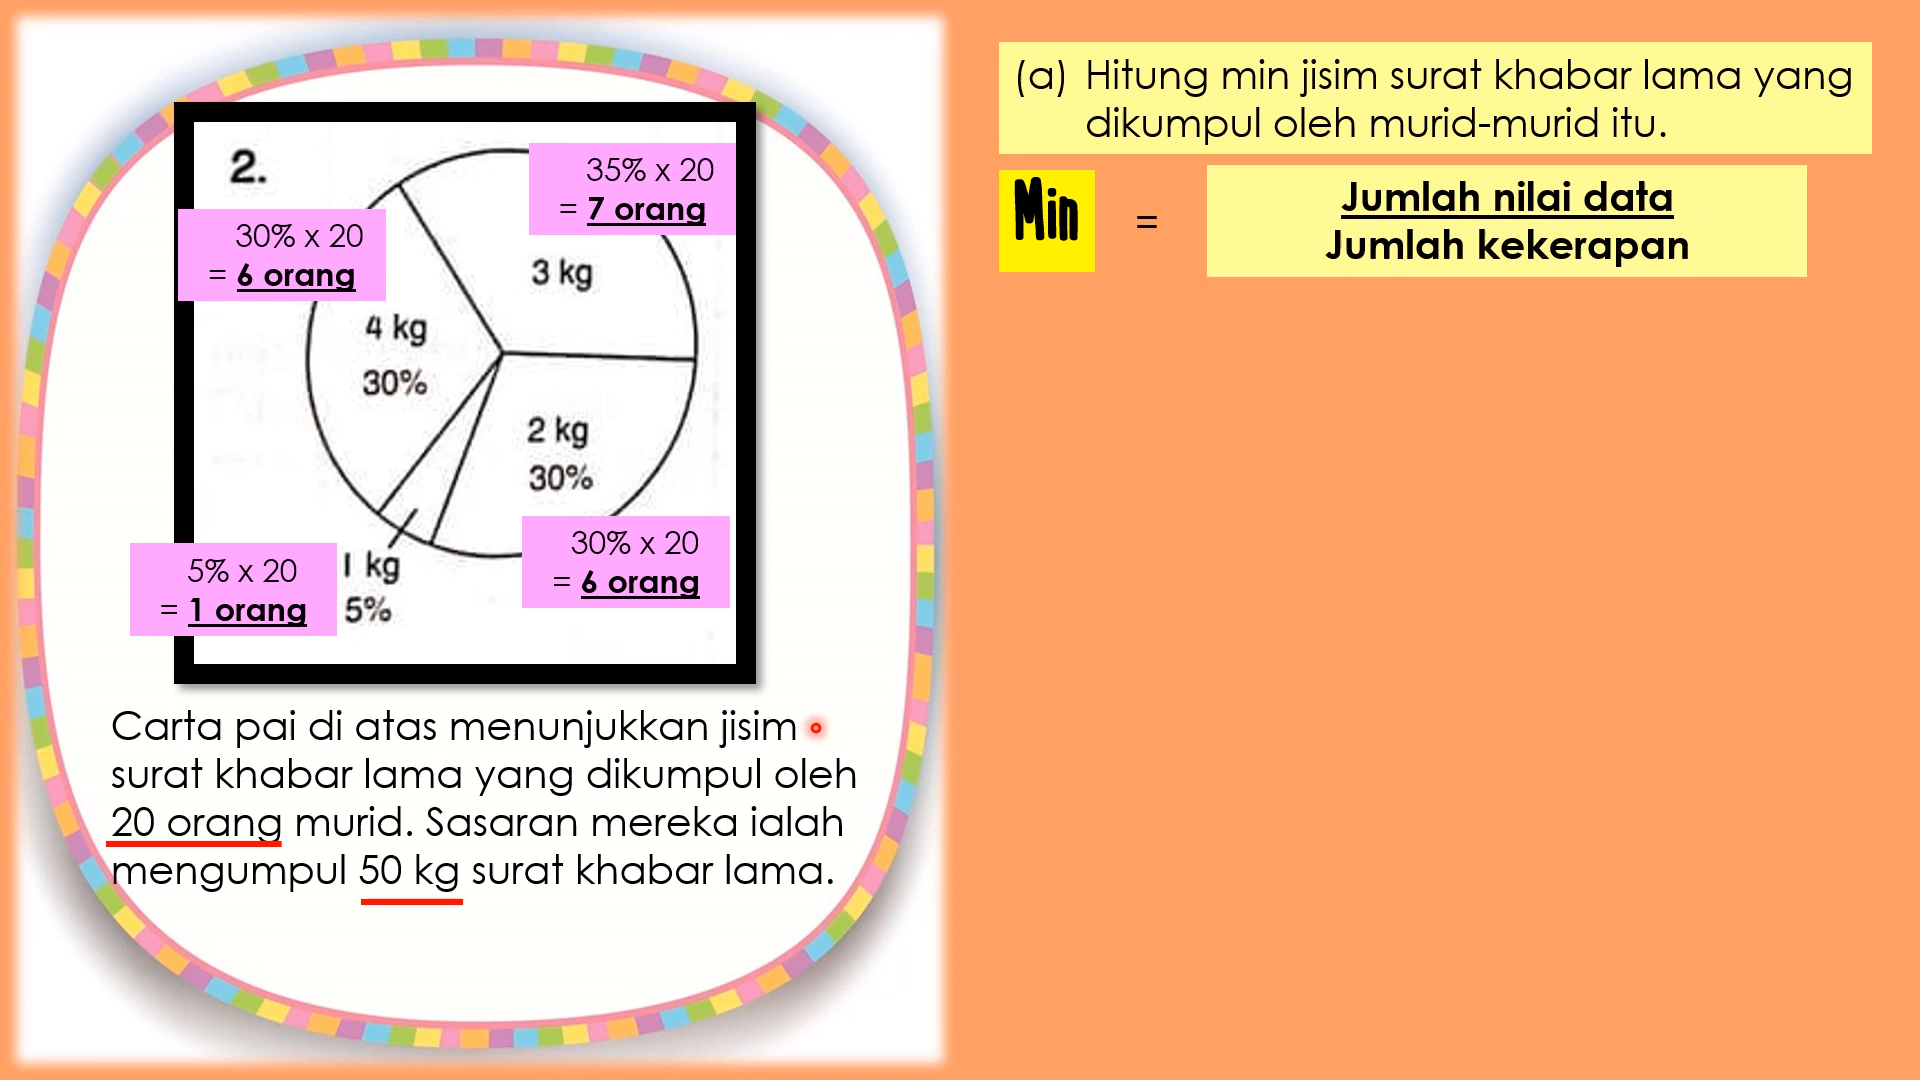 2.
35% x 20
= 7 orang
30% x 20
= 6 orang
3 kg
4 kg
30%
2 kg
30%
30% x 20
= 6 orang
5% x 20
= 1 orang
1 kg
5%
Carta pai di atas menunjukkan jisim
surat khabar lama yang dikumpul oleh
20 orang murid. Sasaran mereka ialah
mengumpul 50 kg surat khabar lama.
(a) Hitung min jisim surat khabar lama yang
dikumpul oleh murid-murid itu.
Min = Jumlah nilai data
Jumlah kekerapan